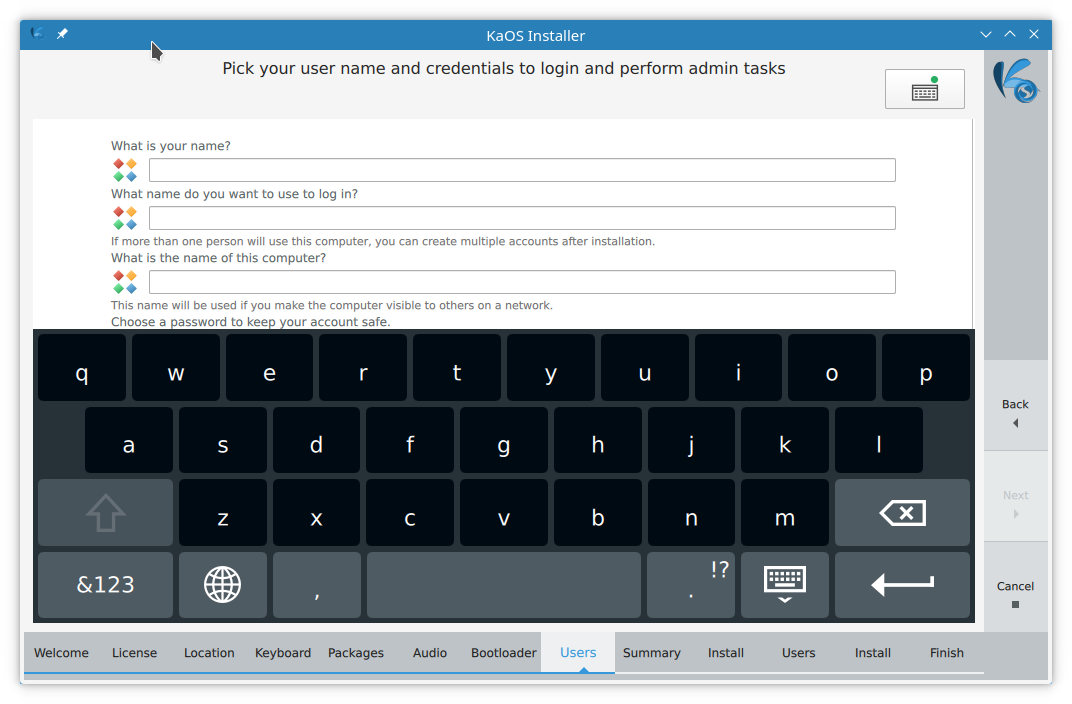 KaOS Installer
Pick your user name and credentials to login and perform admin tasks
What is your name?
What name do you want to use to log in?
If more than one person will use this computer, you can create multiple accounts after installation.
What is the name of this computer?
This name will be used if you make the computer visible to others on a network.
Choose a password to keep your account safe.
q w e r t y u i o p
a s d f g h j k l
z x c v b n m
&123 , . !?
Back
Next
Cancel
Welcome License Location Keyboard Packages Audio Bootloader Users Summary Install Users Install Finish